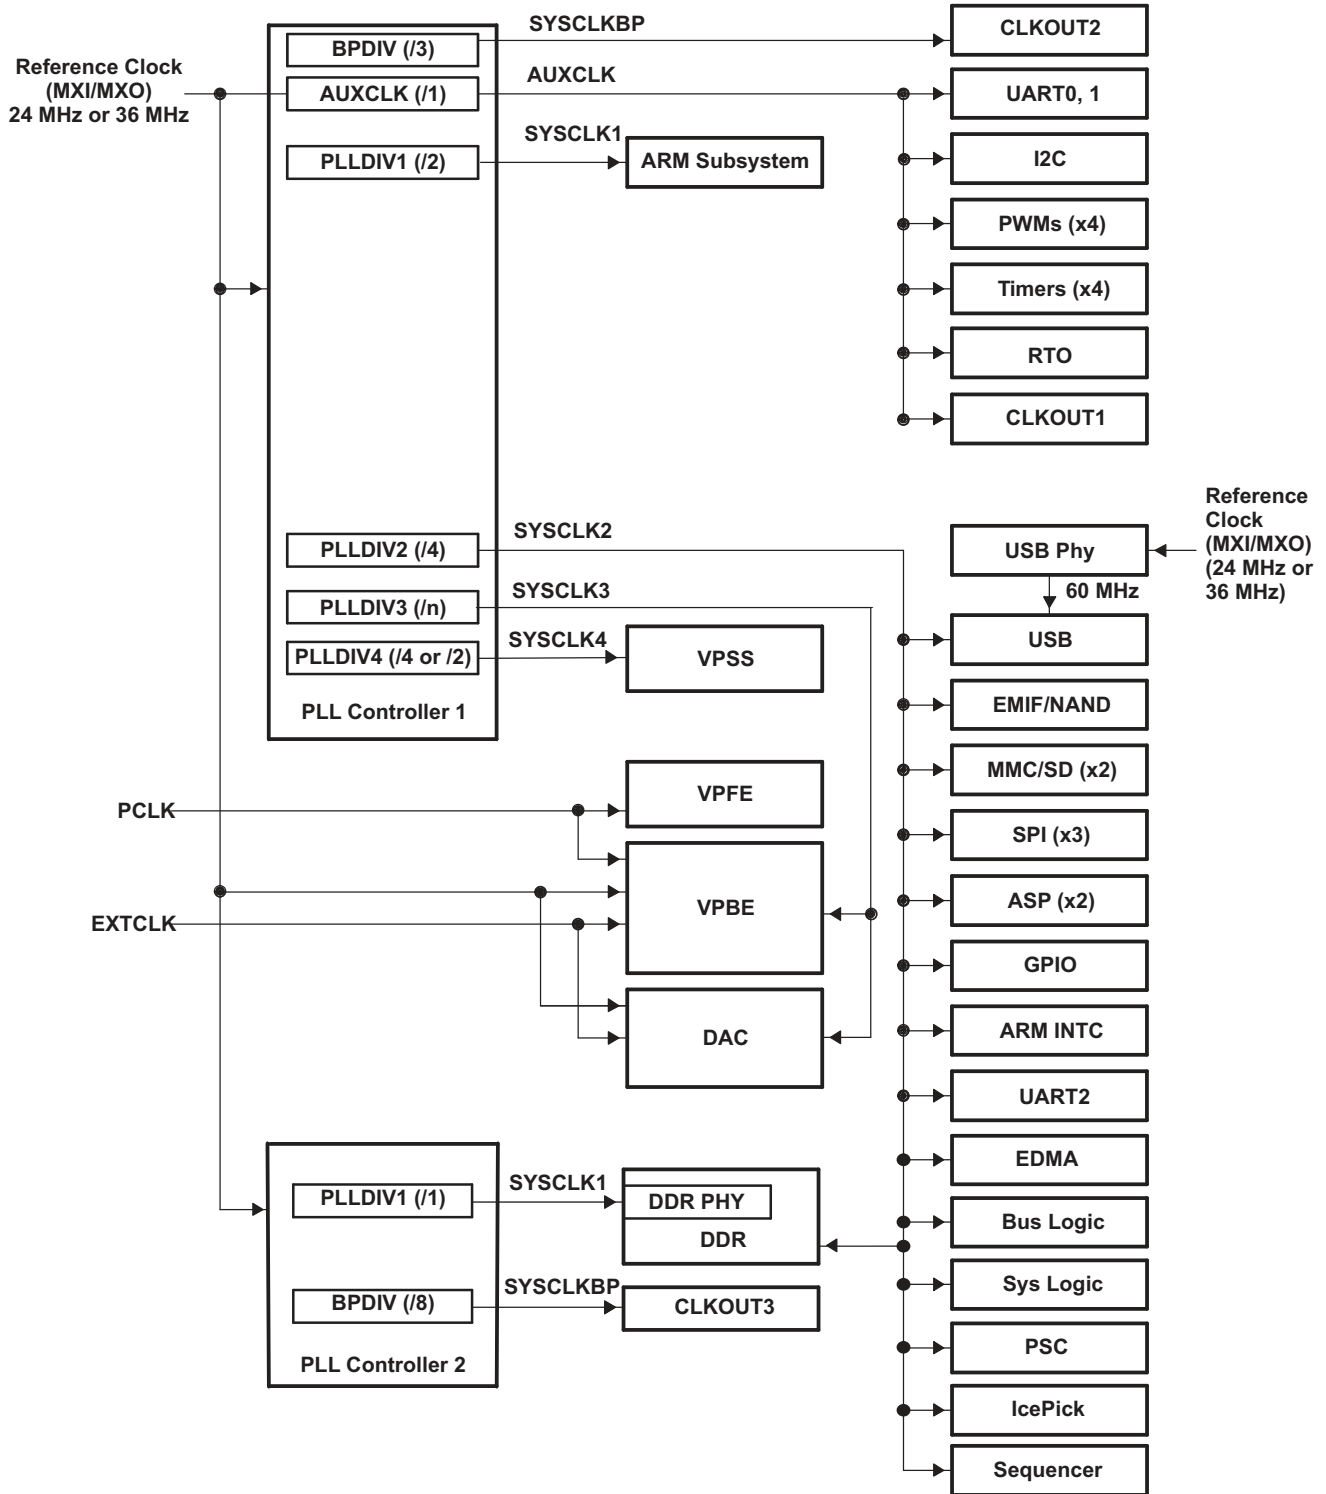 SYSCLKBP
CLKOUT2
BPDIV (/3)
Reference Clock
(MXI/MXO)
24 MHz or 36 MHz
AUXCLK (/1)
AUXCLK
UART0, 1
SYSCLK1
PLLDIV1 (/2)
ARM Subsystem
I2C
PWMs (x4)
Timers (x4)
RTO
CLKOUT1
Reference
Clock
(MXI/MXO)
(24 MHz or
36 MHz)
SYSCLK2
PLLDIV2 (/4)
USB Phy
60 MHz
SYSCLK3
PLLDIV3 (/n)
USB
SYSCLK4
PLLDIV4 (/4 or /2)
VPSS
PLL Controller 1
EMIF/NAND
MMC/SD (x2)
VPFE
PCLK
SPI (x3)
VPBE
ASP (x2)
EXTCLK
GPIO
DAC
ARM INTC
UART2
EDMA
SYSCLK1
PLLDIV1 (/1)
DDR PHY
DDR
Bus Logic
SYSCLKBP
BPDIV (/8)
CLKOUT3
Sys Logic
PLL Controller 2
PSC
IcePick
Sequencer